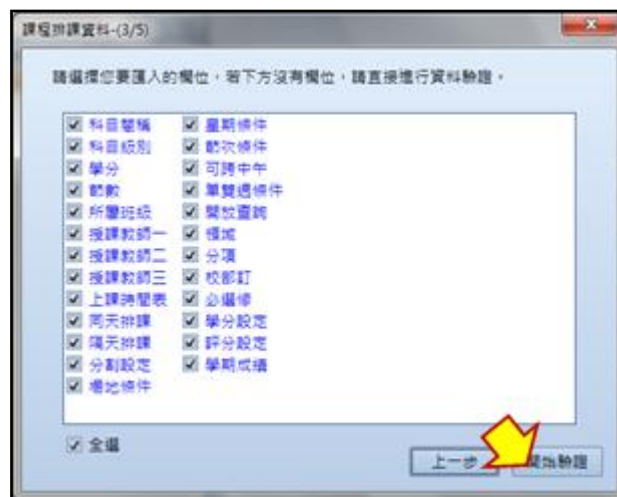 課程排課資料-(3/5)
請選擇您要匯入的欄位，若下方沒有欄位，請直接進行資料驗證。
科目簡稱
科目級別
學分
節數
所屬班級
授課教師一
授課教師二
授課教師三
上課時間表
同天排課
隔天排課
分割設定
場地條件
星期條件
節次條件
可跨中午
單雙週條件
開放查詢
領域
分項
校部訂
必選修
學分設定
評分設定
學期成績
全選
上一步
開始驗證